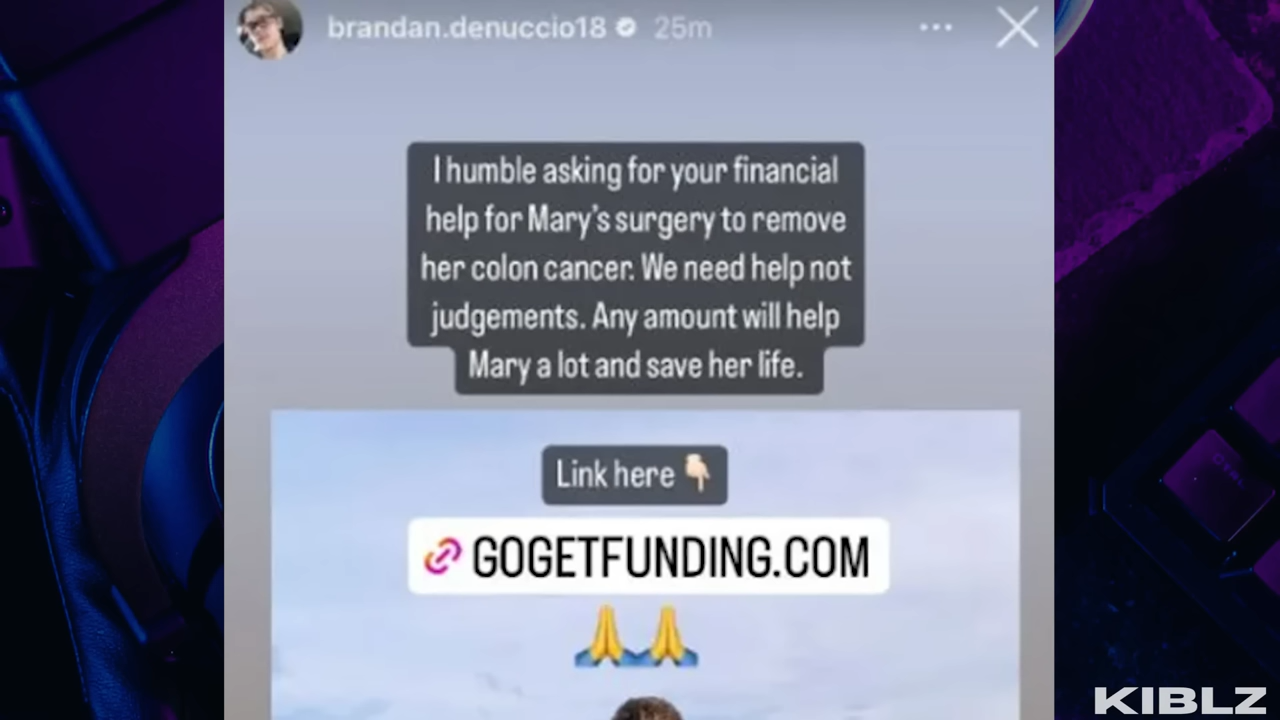 brandan.denuccio18 25m
I humble asking for your financial
help for Mary's surgery to remove
her colon cancer. We need help not
judgements. Any amount will help
Mary a lot and save her life.
Link here 👇🏻
GOGETFUNDING.COM
🙏🙏
KIBLZ